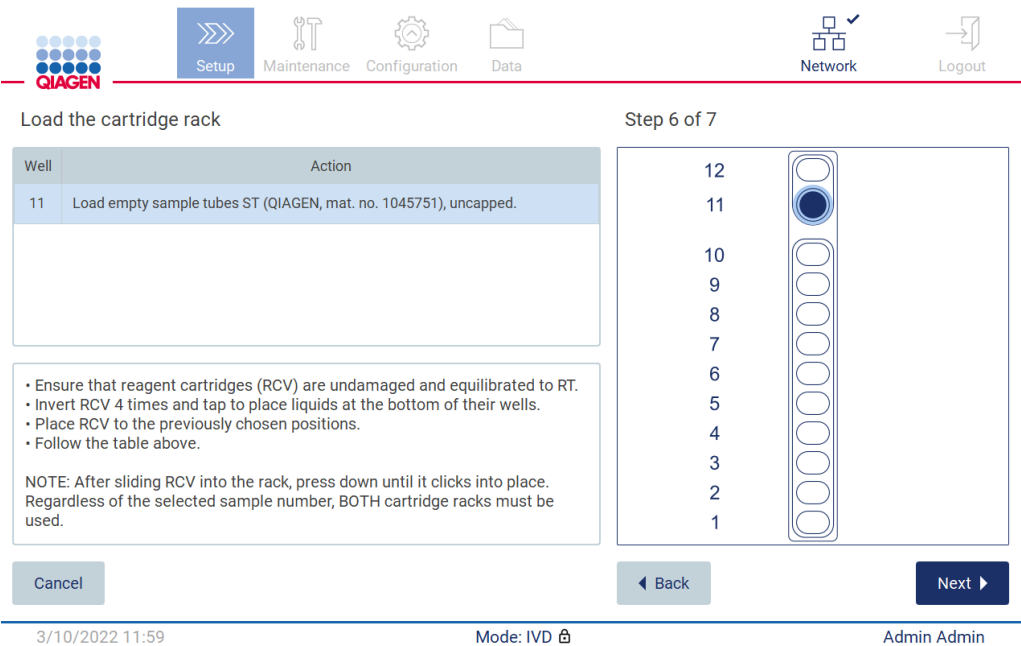 QIAGEN
Setup
Maintenance
Configuration
Data
Network
Logout
Load the cartridge rack
Step 6 of 7
Well Action
11 Load empty sample tubes ST (QIAGEN, mat. no. 1045751), uncapped.
• Ensure that reagent cartridges (RCV) are undamaged and equilibrated to RT.
• Invert RCV 4 times and tap to place liquids at the bottom of their wells.
• Place RCV to the previously chosen positions.
• Follow the table above.
NOTE: After sliding RCV into the rack, press down until it clicks into place.
Regardless of the selected sample number, BOTH cartridge racks must be
used.
12
11
10
9
8
7
6
5
4
3
2
1
Cancel
Back
Next
3/10/2022 11:59
Mode: IVD
Admin Admin